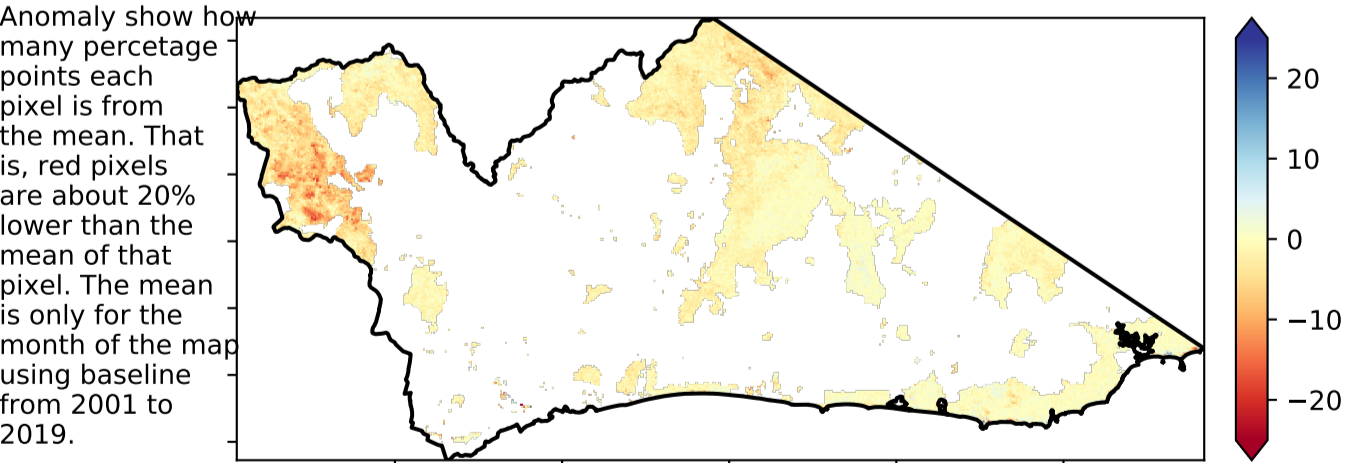 Anomaly show how
many percetage
points each
pixel is from
the mean. That
is, red pixels
are about 20%
lower than the
mean of that
pixel. The mean
is only for the
month of the map
using baseline
from 2001 to
2019.
20
10
0
−10
−20